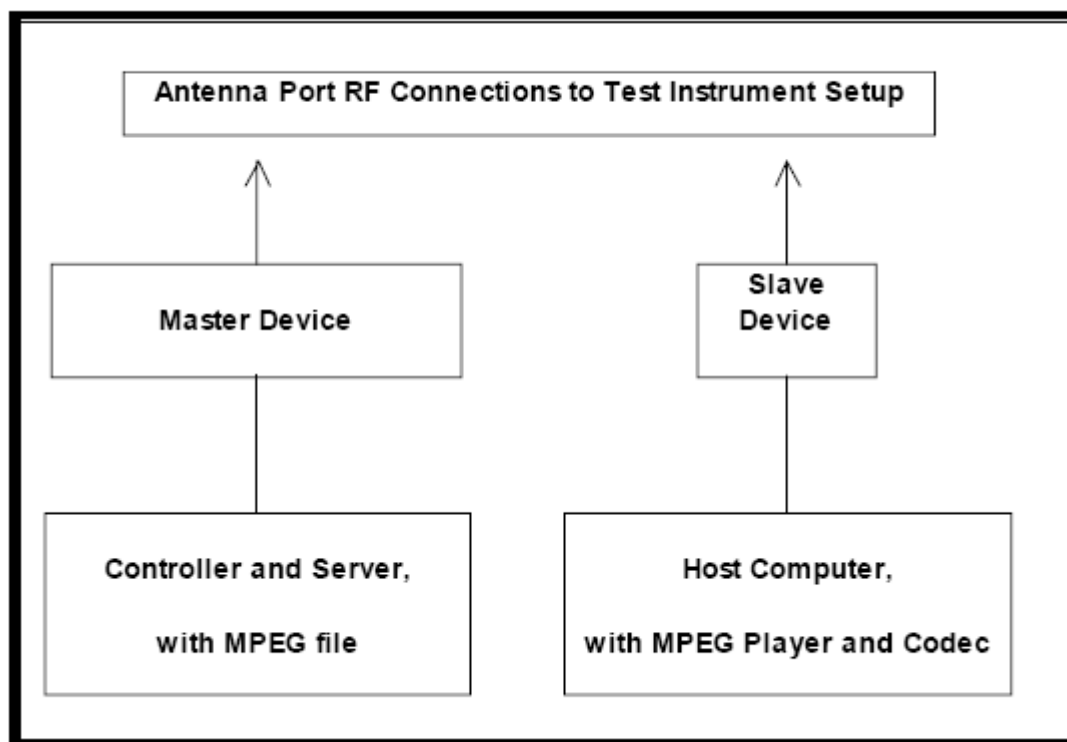 Antenna Port RF Connections to Test Instrument Setup
Master Device
Slave
Device
Controller and Server,
with MPEG file
Host Computer,
with MPEG Player and Codec